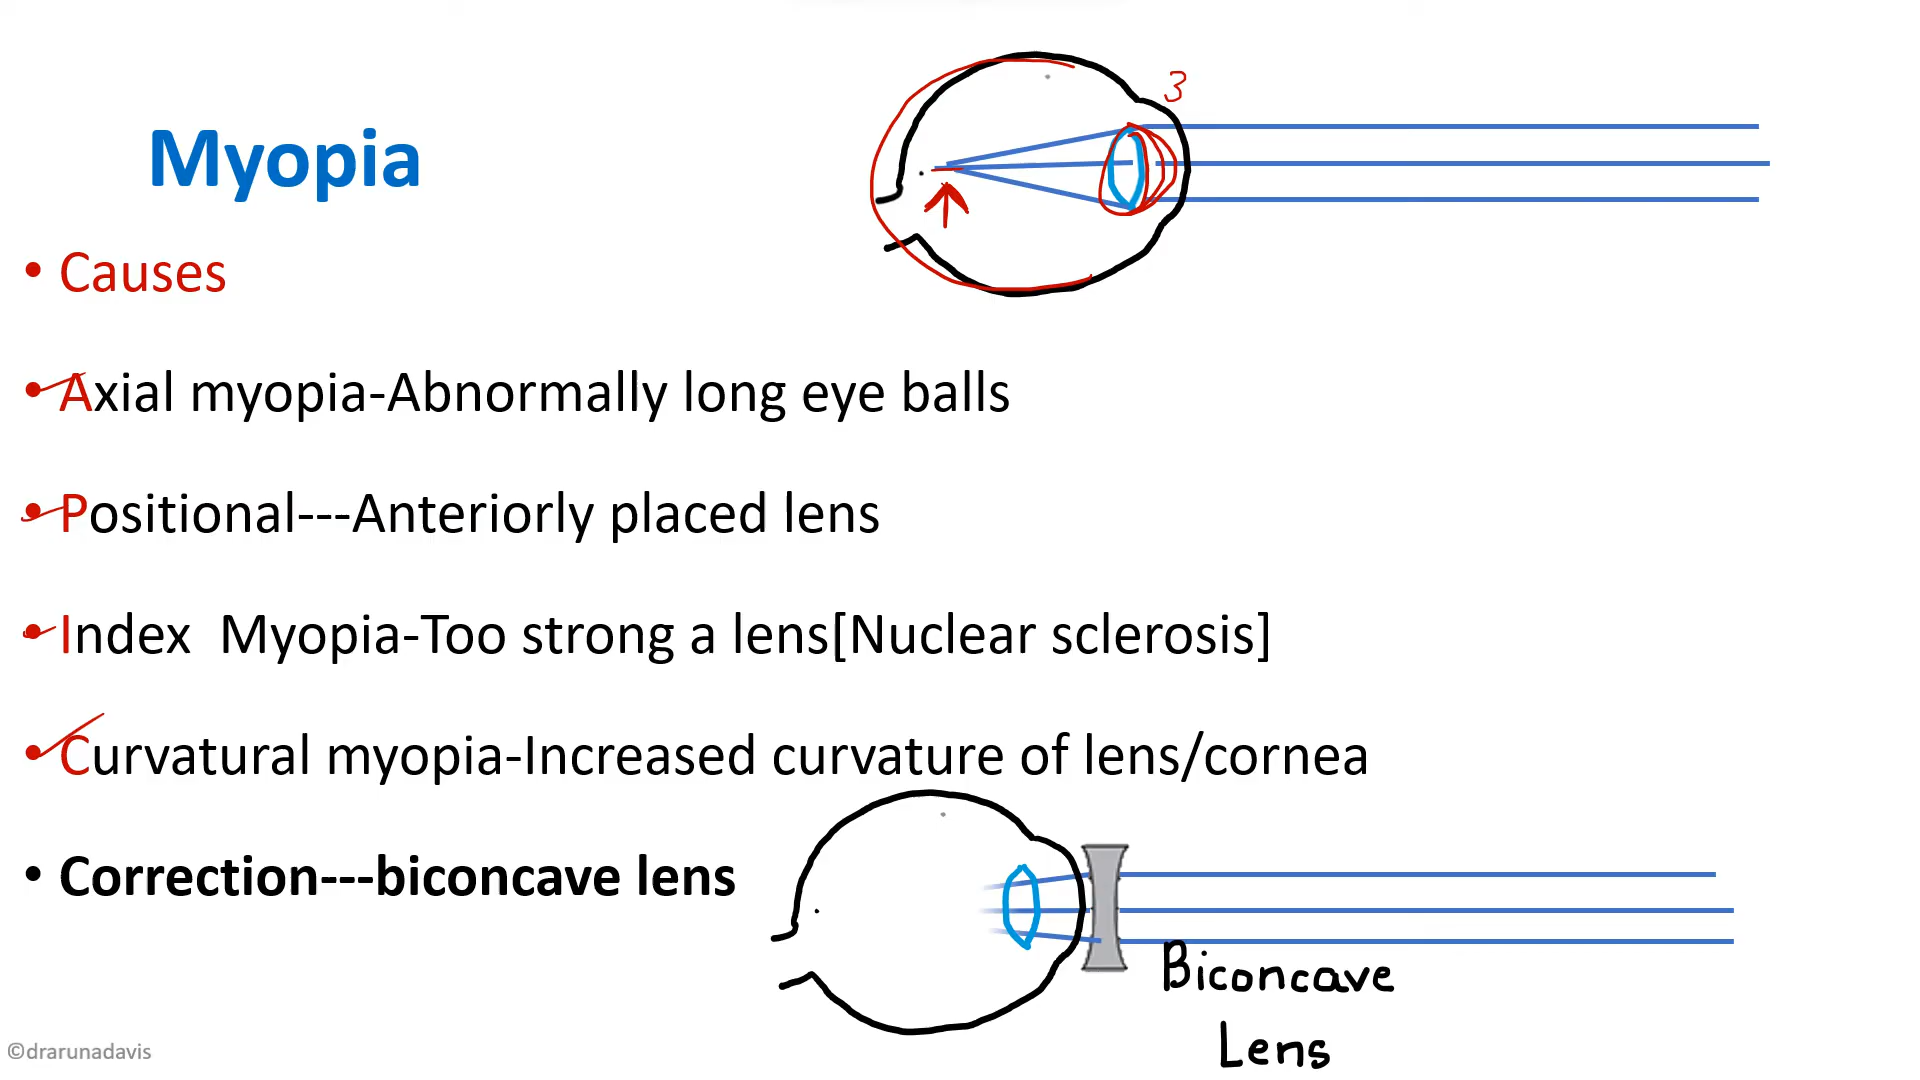 Myopia
3
• Causes
• Axial myopia-Abnormally long eye balls
• Positional---Anteriorly placed lens
• Index  Myopia-Too strong a lens[Nuclear sclerosis]
• Curvatural myopia-Increased curvature of lens/cornea
• Correction---biconcave lens
Biconcave
Lens
©drarunadavis